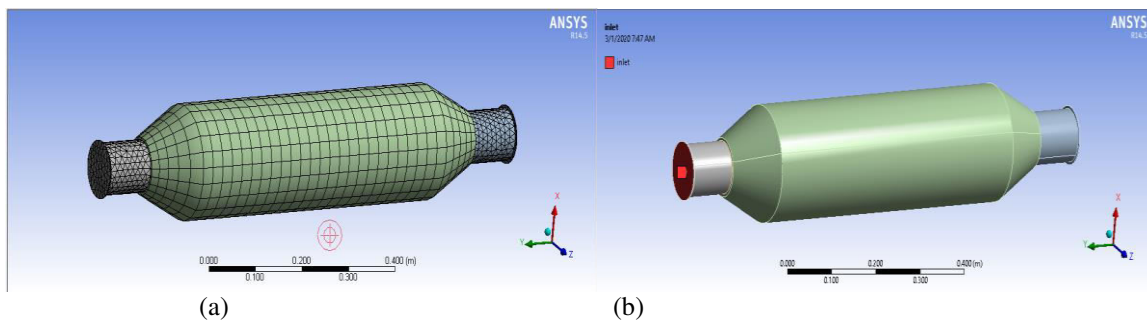 ANSYS
R14.5
X
Y
Z
0.000 0.200 0.400 (m)
0.100 0.300
(a)
inlet
3/1/2020 7:47 AM
inlet
ANSYS
R14.5
X
Y
Z
0.000 0.200 0.400 (m)
0.100 0.300
(b)